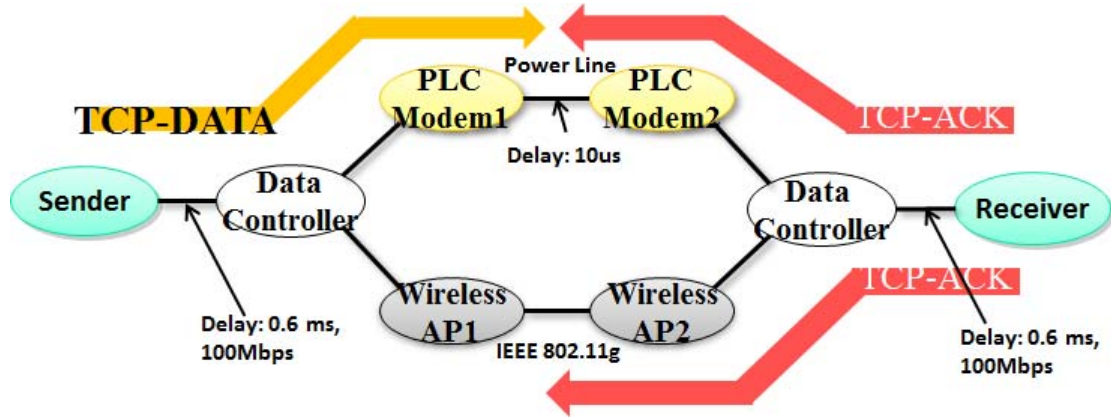 Power Line
PLC
Modem1
PLC
Modem2
TCP-DATA
TCP-ACK
Delay: 10us
Sender
Data
Controller
Data
Controller
Receiver
TCP-ACK
Wireless
AP1
Wireless
AP2
Delay: 0.6 ms,
100Mbps
IEEE 802.11g
Delay: 0.6 ms,
100Mbps